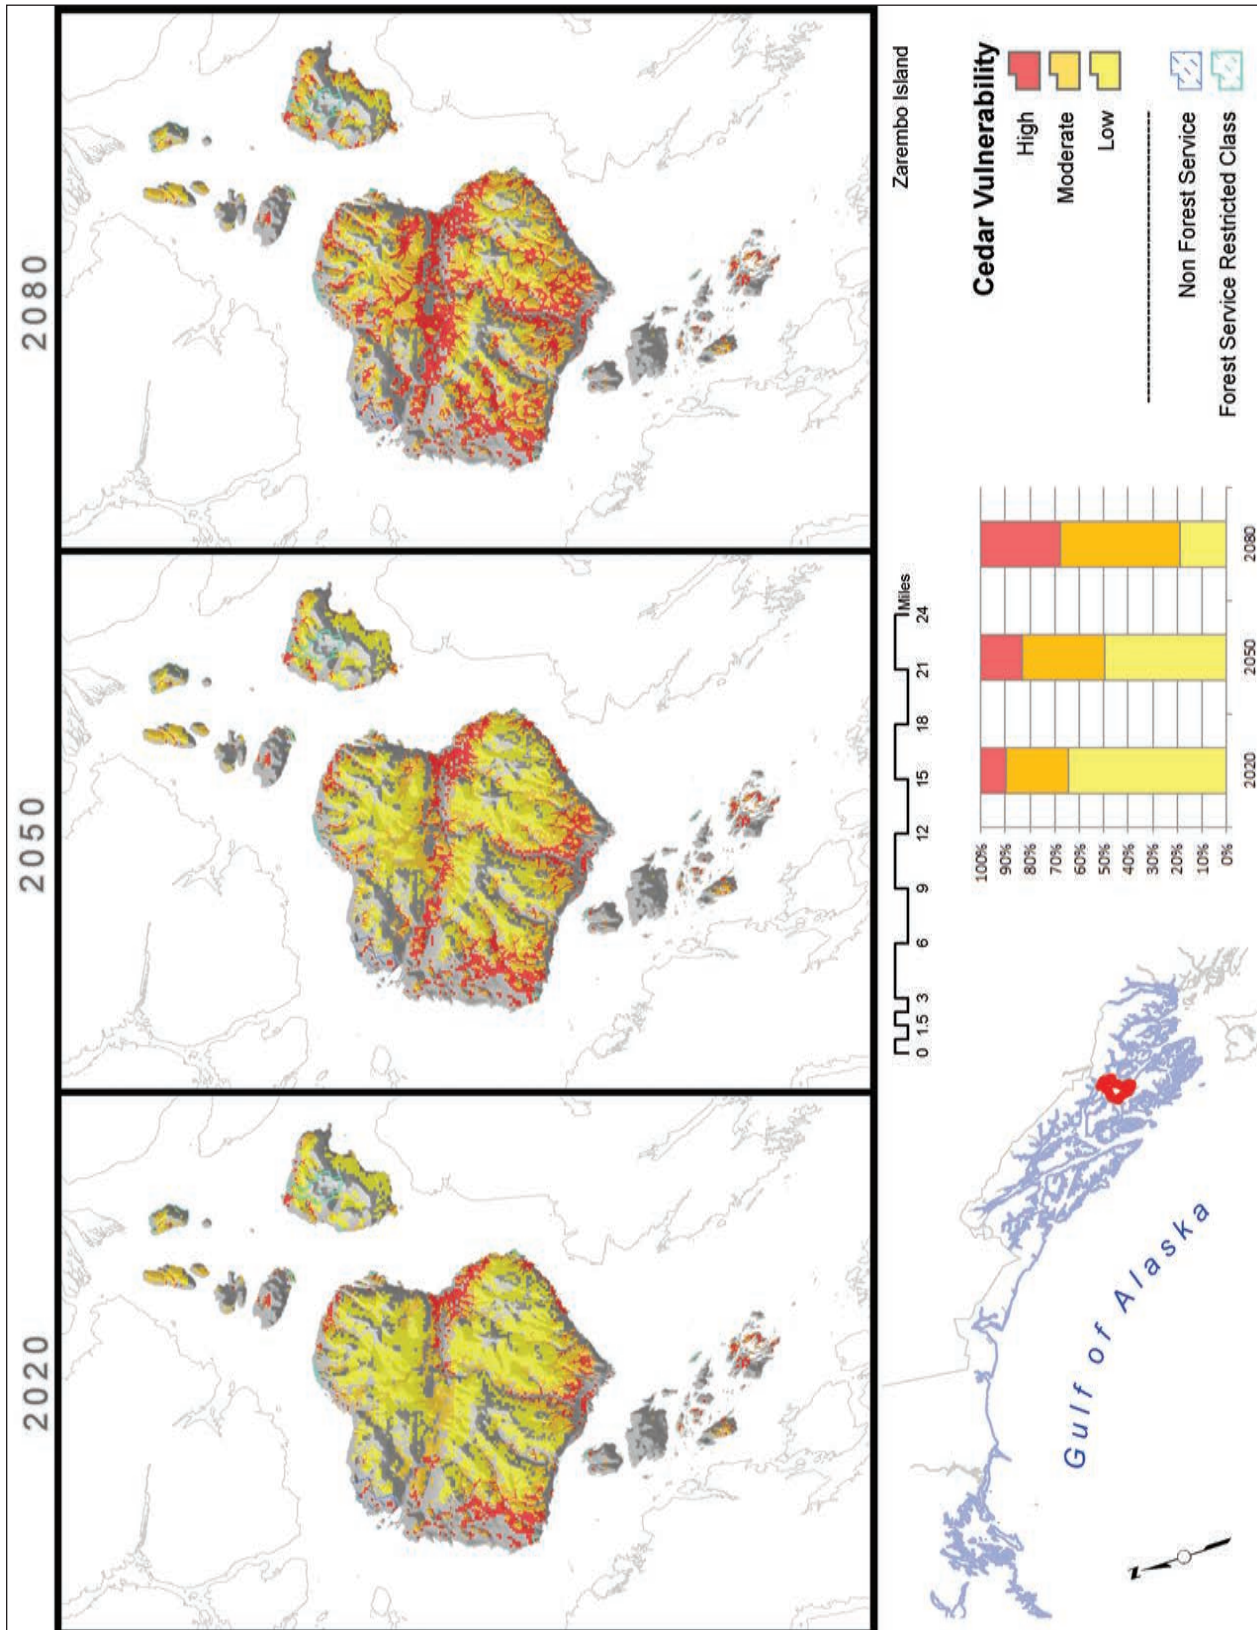 2020
2050
2080
0 1.5 3 6 9 12 15 18 21 24
Miles
Zarembo Island
Gulf of Alaska
N
100%
90%
80%
70%
60%
50%
40%
30%
20%
10%
0%
2020 2050 2080
Cedar Vulnerability
High
Moderate
Low
Non Forest Service
Forest Service Restricted Class